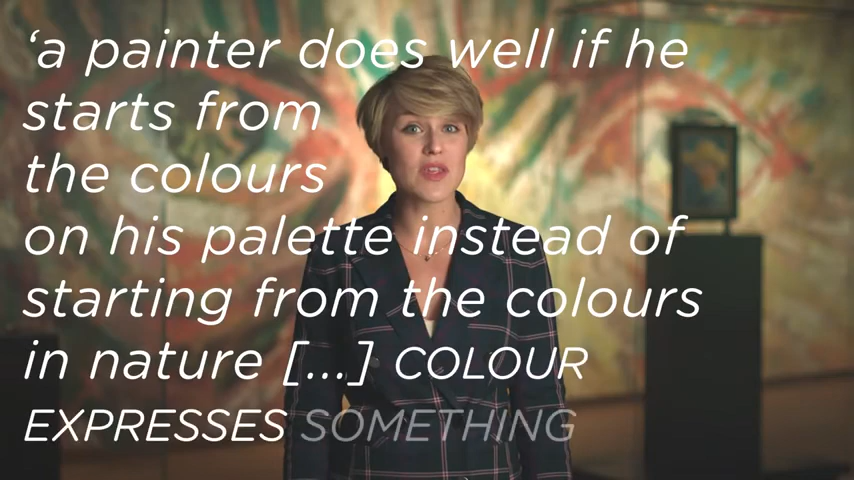 ‘a painter does well if he
starts from
the colours
on his palette instead of
starting from the colours
in nature [...] COLOUR
EXPRESSES SOMETHING